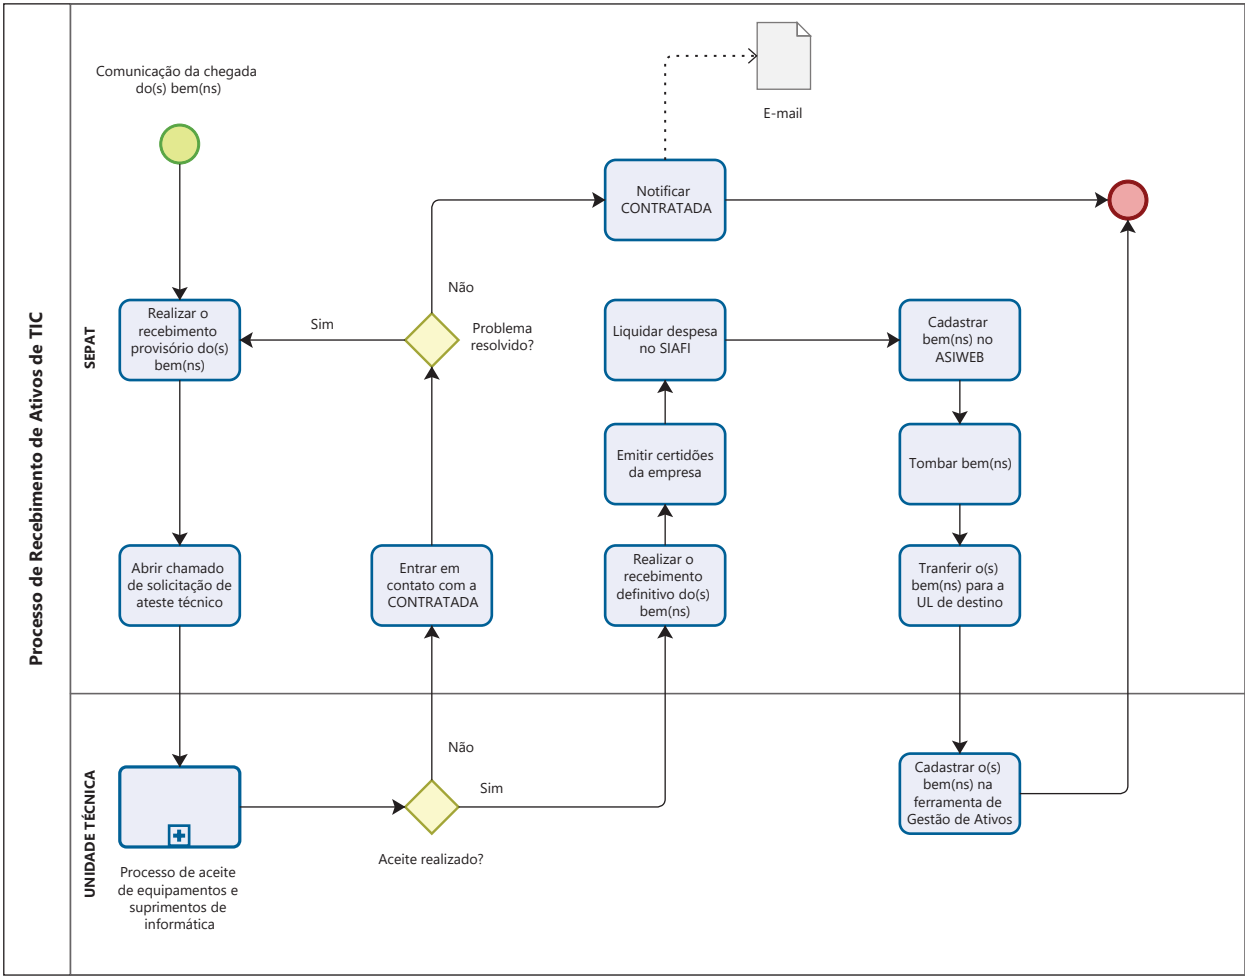 Processo de Recebimento de Ativos de TIC
SEPAT
Comunicação da chegada
do(s) bem(ns)
E-mail
Notificar
CONTRATADA
Não
Realizar o
recebimento
provisório do(s)
bem(ns)
Sim
Problema
resolvido?
Liquidar despesa
no SIAFI
Cadastrar
bem(ns) no
ASIWEB
Emitir certidões
da empresa
Tombar bem(ns)
Abrir chamado
de solicitação de
ateste técnico
Entrar em
contato com a
CONTRATADA
Realizar o
recebimento
definitivo do(s)
bem(ns)
Tranferir o(s)
bem(ns) para a
UL de destino
UNIDADE TÉCNICA
Não
Sim
Aceite realizado?
Cadastrar o(s)
bem(ns) na
ferramenta de
Gestão de Ativos
Processo de aceite
de equipamentos e
suprimentos de
informática